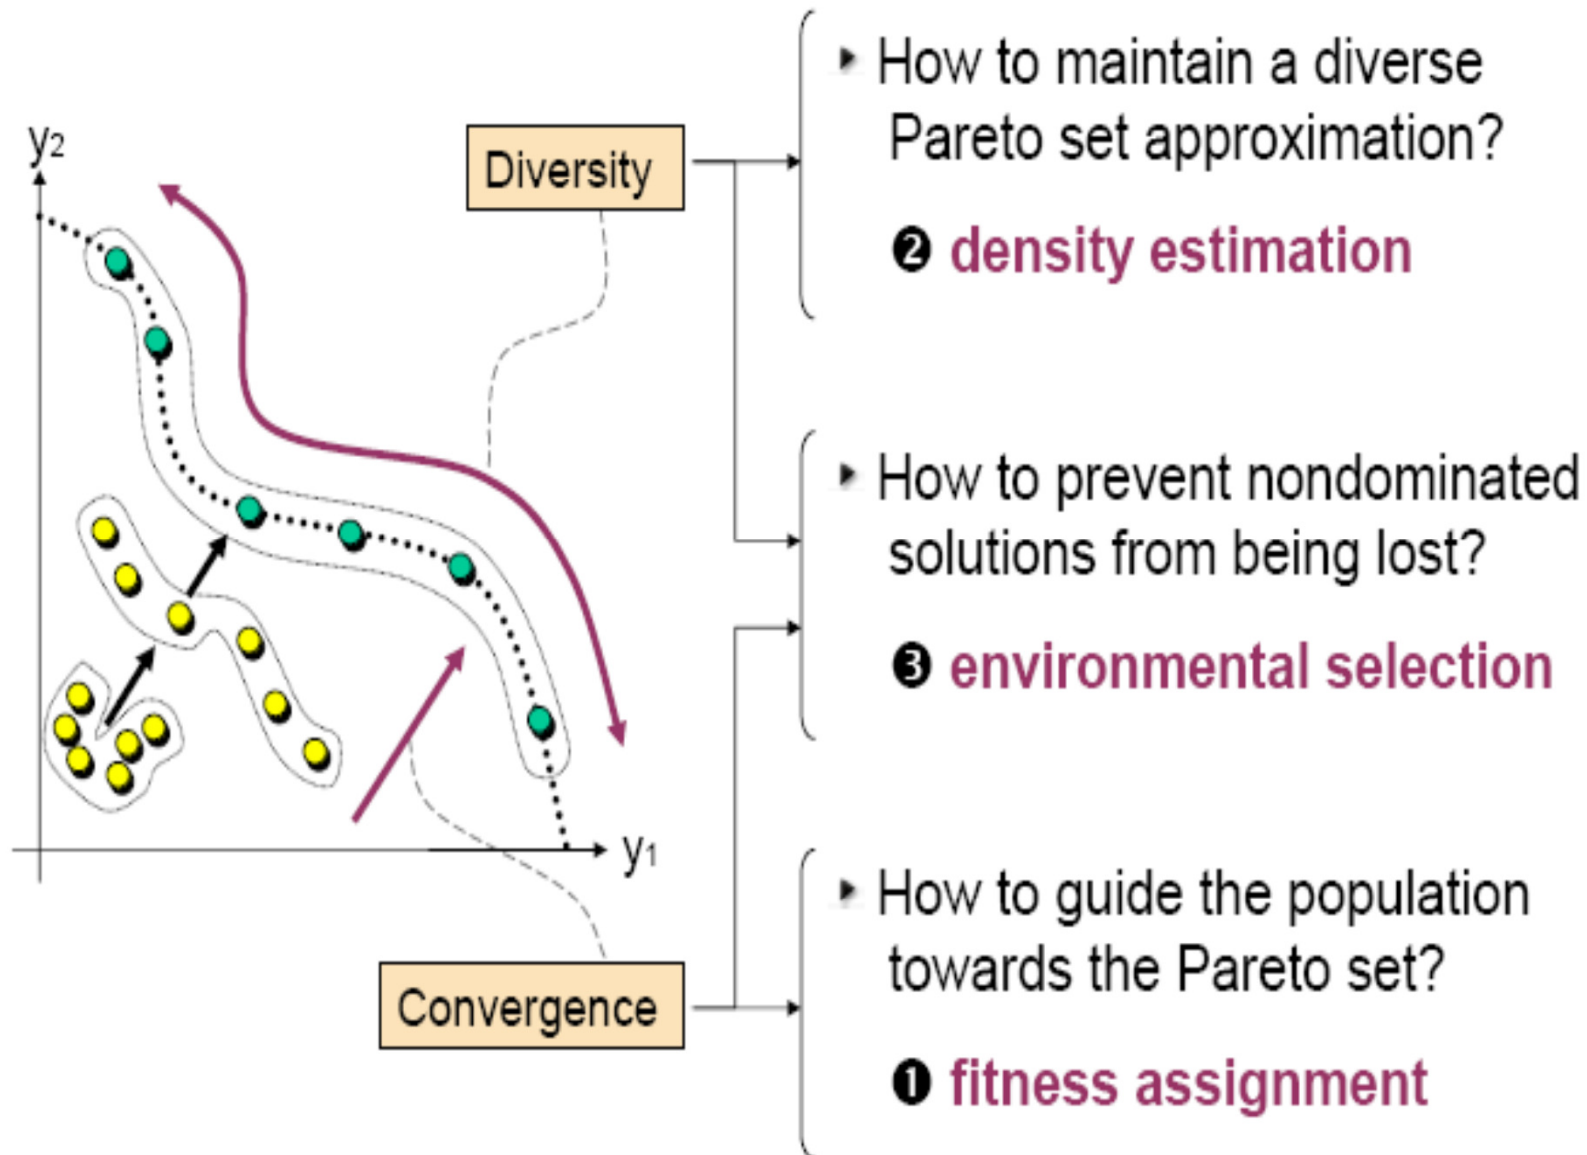 y2
Diversity
y1
Convergence
How to maintain a diverse
Pareto set approximation?
❷ density estimation
How to prevent nondominated
solutions from being lost?
❸ environmental selection
How to guide the population
towards the Pareto set?
❶ fitness assignment